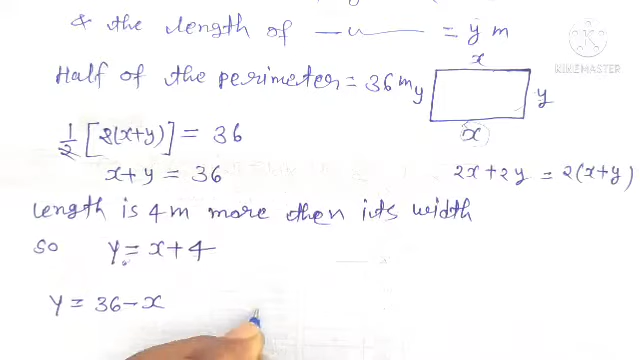 & the length of —〃— = y m
KINEMASTER
Half of the perimeter = 36 m
x
y
y
x
1/2 [2(x+y)] = 36
x+y = 36
2x+2y = 2(x+y)
length is 4 m more then its width
so y = x+4
y = 36-x